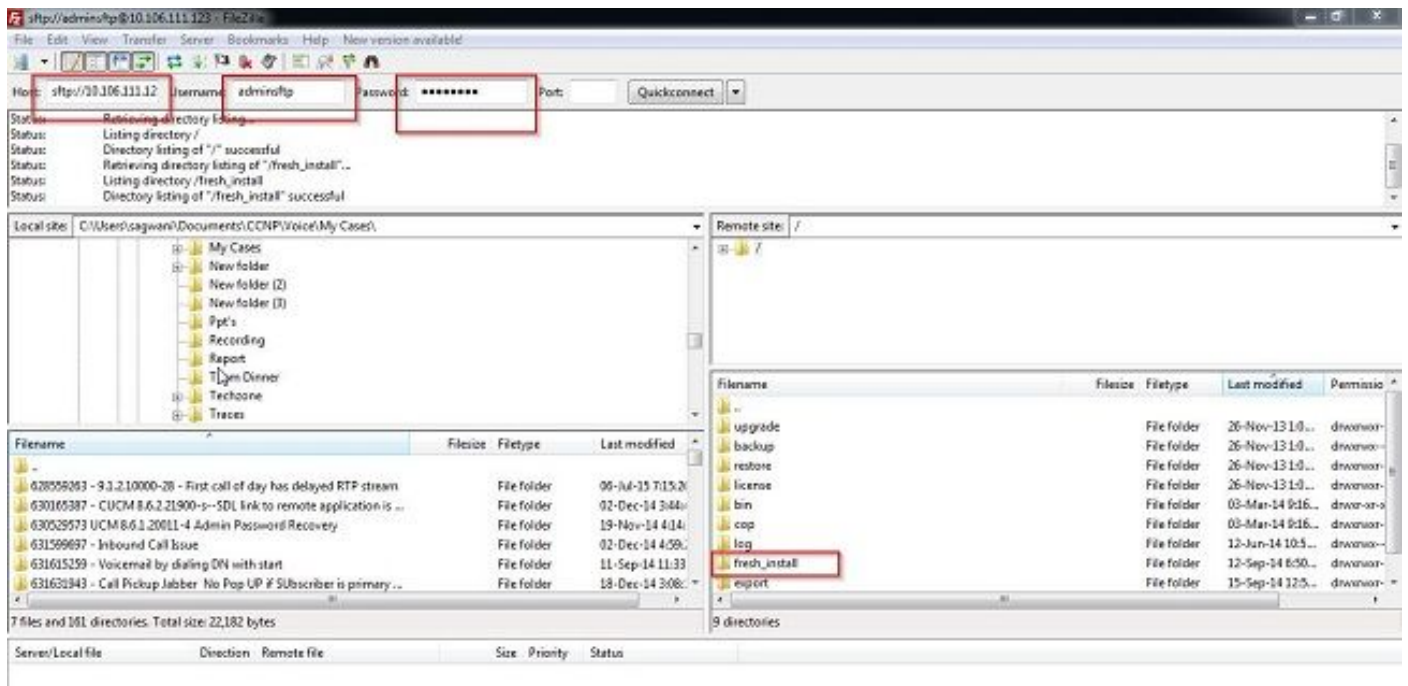 sftp://adminsftp@10.106.111.123 - FileZilla
File Edit View Transfer Server Bookmarks Help New version available!
Host: sftp://10.106.111.12 Username: adminsftp Password: •••••••• Port: Quickconnect
Status: Retrieving directory listing...
Status: Listing directory /
Status: Directory listing of "/" successful
Status: Retrieving directory listing of "/fresh_install"...
Status: Listing directory /fresh_install
Status: Directory listing of "/fresh_install" successful
Local site: C:\Users\sagwani\Documents\CCNP\Voice\My Cases\
My Cases
New folder
New folder (2)
New folder (3)
Ppt's
Recording
Report
Team Dinner
Techzone
Traces
Filename Filesize Filetype Last modified
..
628559263 - 9.1.2.10000-28 - First call of day has delayed RTP stream File folder 06-Jul-15 7:15:2
630165387 - CUCM 8.6.2.21900-s--SDL link to remote application is ... File folder 02-Dec-14 3:44:
630529573 UCM 8.6.1.20011-4 Admin Password Recovery File folder 19-Nov-14 4:14:
631599697 - Inbound Call Issue File folder 02-Dec-14 4:59:
631615259 - Voicemail by dialing DN with start File folder 11-Sep-14 11:33
631631943 - Call Pickup Jabber No Pop UP if SUbscriber is primary ... File folder 18-Dec-14 3:08:
7 files and 161 directories. Total size: 22,182 bytes
Remote site: /
/
Filename Filesize Filetype Last modified Permissio
..
upgrade File folder 26-Nov-13 1:0...
backup File folder 26-Nov-13 1:0...
restore File folder 26-Nov-13 1:0...
license File folder 26-Nov-13 1:0...
bin File folder 03-Mar-14 9:16...
cop File folder 03-Mar-14 9:16...
log File folder 12-Jun-14 10:5...
fresh_install File folder 12-Sep-14 6:50...
export File folder 15-Sep-14 12:5...
9 directories
Server/Local file Direction Remote file Size Priority Status